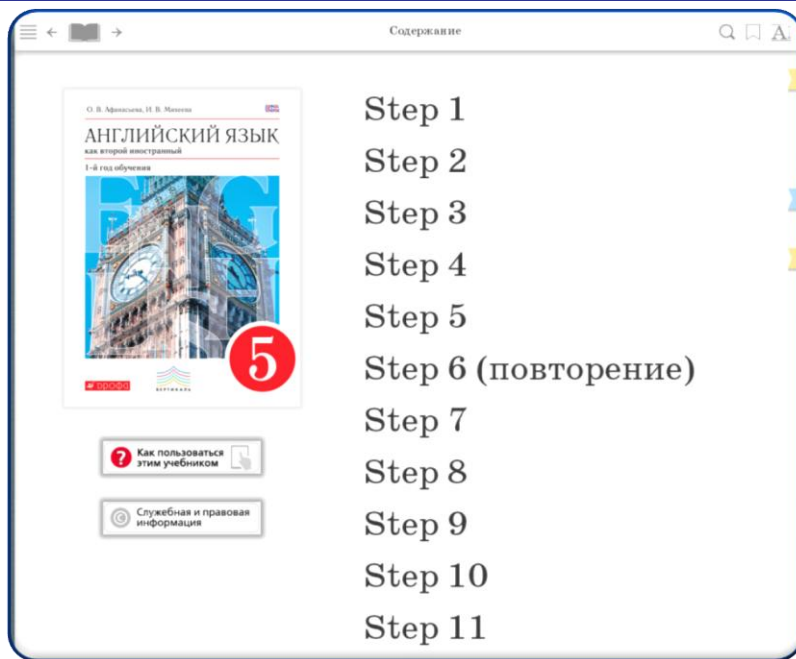 Содержание
О. В. Афанасьева, И. В. Михеева
АНГЛИЙСКИЙ ЯЗЫК
как второй иностранный
1-й год обучения
5
дрофа
ВЕРТИКАЛЬ
Как пользоваться
этим учебником
Служебная и правовая
информация
Step 1
Step 2
Step 3
Step 4
Step 5
Step 6 (повторение)
Step 7
Step 8
Step 9
Step 10
Step 11